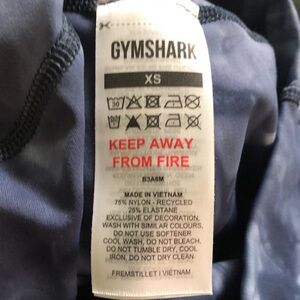 GYMSHARK
XS
30
KEEP AWAY
FROM FIRE
B3A6M
MADE IN VIETNAM
75% NYLON - RECYCLED
25% ELASTANE
EXCLUSIVE OF DECORATION,
WASH WITH SIMILAR COLOURS,
DO NOT USE SOFTENER
COOL WASH, DO NOT BLEACH,
DO NOT TUMBLE DRY, COOL
IRON, DO NOT DRY CLEAN
FREMSTILLET I VIETNAM